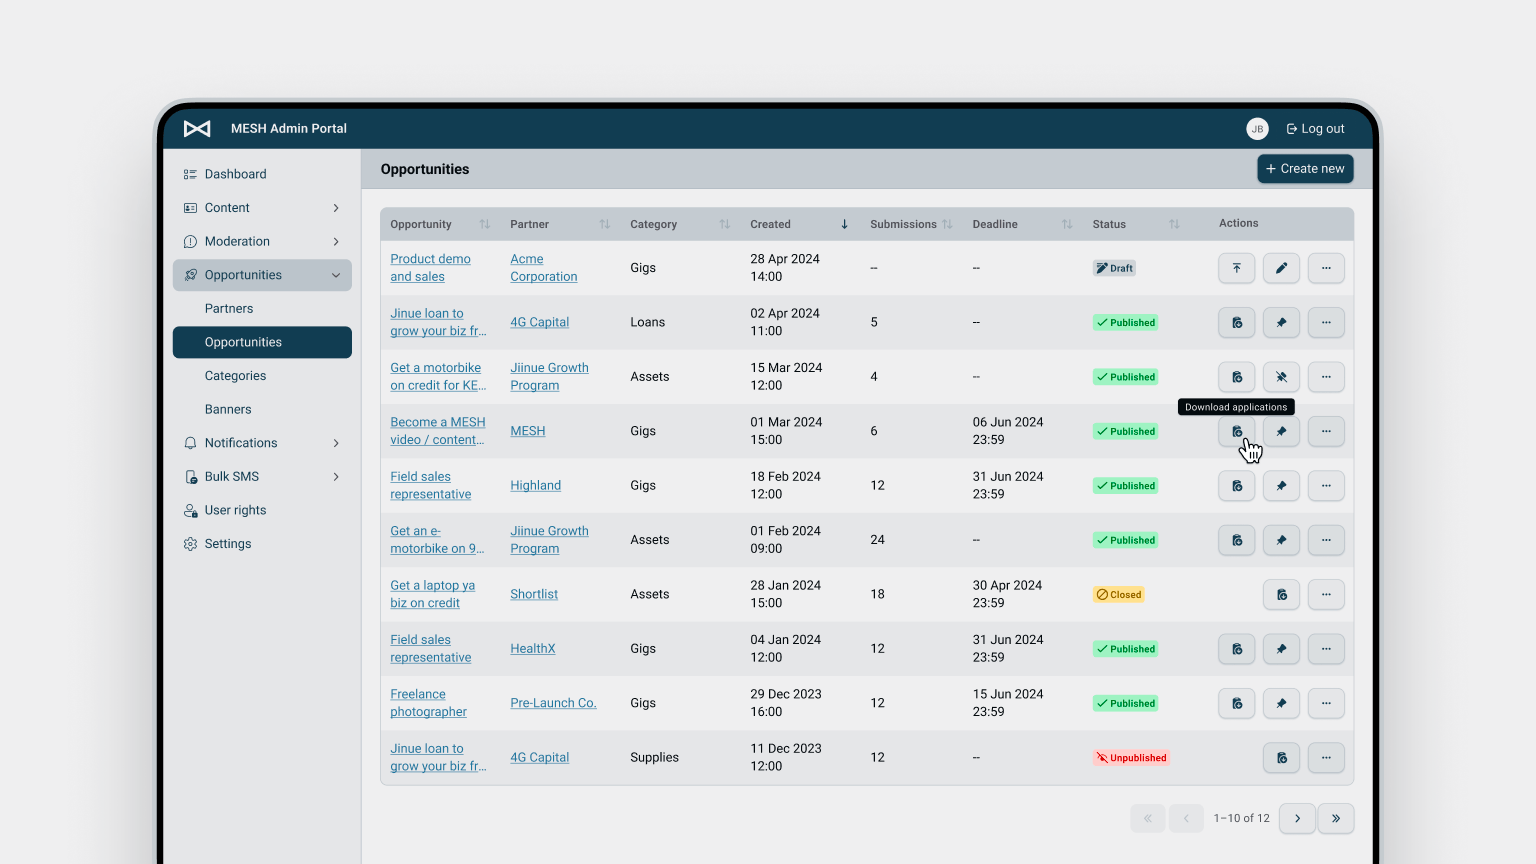 MESH Admin Portal
JB
Log out
Dashboard
Content
Moderation
Opportunities
Partners
Opportunities
Categories
Banners
Notifications
Bulk SMS
User rights
Settings
Opportunities
+ Create new
Opportunity Partner Category Created Submissions Deadline Status Actions
Product demo
and sales
Acme
Corporation
Gigs
28 Apr 2024
14:00
--
--
Draft
Jinue loan to
grow your biz fr...
4G Capital
Loans
02 Apr 2024
11:00
5
--
Published
Get a motorbike
on credit for KE...
Jiinue Growth
Program
Assets
15 Mar 2024
12:00
4
--
Published
Download applications
Become a MESH
video / content...
MESH
Gigs
01 Mar 2024
15:00
6
06 Jun 2024
23:59
Published
Field sales
representative
Highland
Gigs
18 Feb 2024
12:00
12
31 Jun 2024
23:59
Published
Get an e-
motorbike on 9...
Jiinue Growth
Program
Assets
01 Feb 2024
09:00
24
--
Published
Get a laptop ya
biz on credit
Shortlist
Assets
28 Jan 2024
15:00
18
30 Apr 2024
23:59
Closed
Field sales
representative
HealthX
Gigs
04 Jan 2024
12:00
12
31 Jun 2024
23:59
Published
Freelance
photographer
Pre-Launch Co.
Gigs
29 Dec 2023
16:00
12
15 Jun 2024
23:59
Published
Jinue loan to
grow your biz fr...
4G Capital
Supplies
11 Dec 2023
12:00
12
--
Unpublished
1–10 of 12